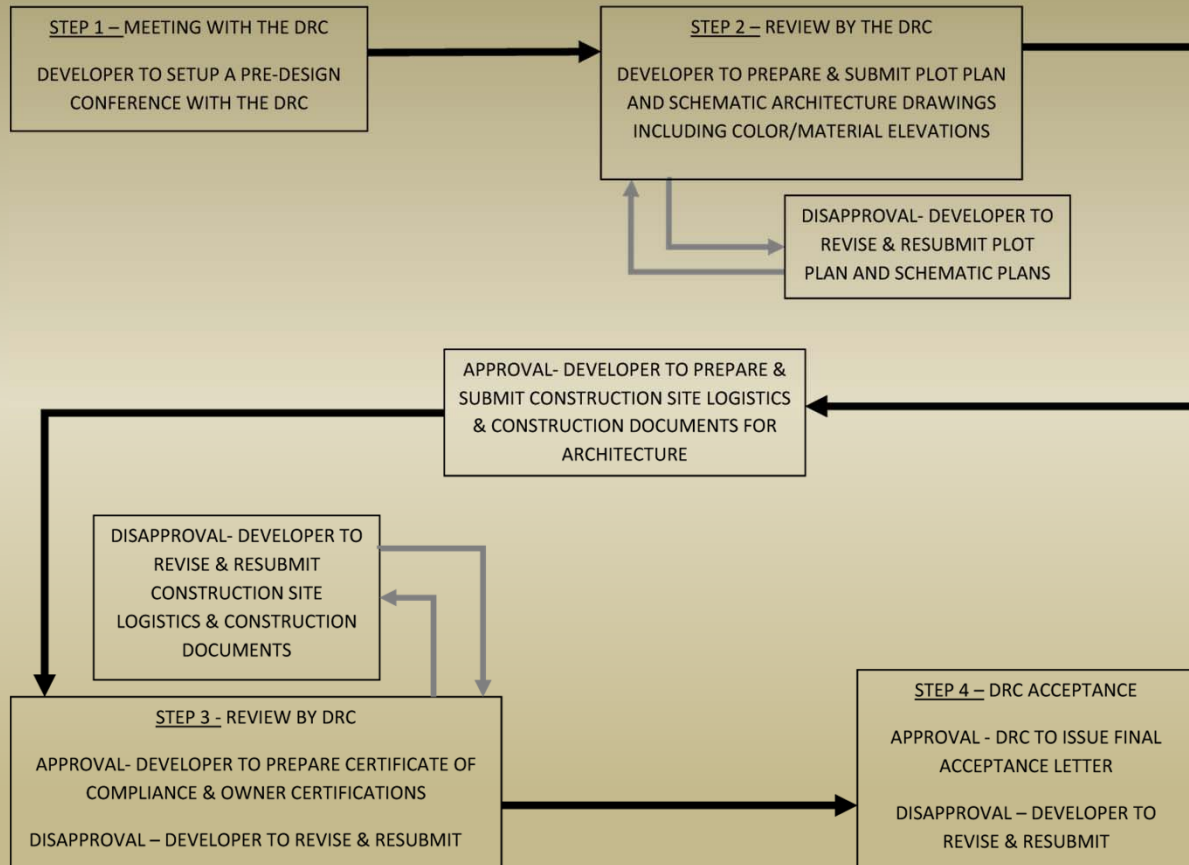 STEP 1 – MEETING WITH THE DRC
DEVELOPER TO SETUP A PRE-DESIGN
CONFERENCE WITH THE DRC
STEP 2 – REVIEW BY THE DRC
DEVELOPER TO PREPARE & SUBMIT PLOT PLAN
AND SCHEMATIC ARCHITECTURE DRAWINGS
INCLUDING COLOR/MATERIAL ELEVATIONS
DISAPPROVAL- DEVELOPER TO
REVISE & RESUBMIT PLOT
PLAN AND SCHEMATIC PLANS
APPROVAL- DEVELOPER TO PREPARE &
SUBMIT CONSTRUCTION SITE LOGISTICS
& CONSTRUCTION DOCUMENTS FOR
ARCHITECTURE
DISAPPROVAL- DEVELOPER TO
REVISE & RESUBMIT
CONSTRUCTION SITE
LOGISTICS & CONSTRUCTION
DOCUMENTS
STEP 3 - REVIEW BY DRC
APPROVAL- DEVELOPER TO PREPARE CERTIFICATE OF
COMPLIANCE & OWNER CERTIFICATIONS
DISAPPROVAL – DEVELOPER TO REVISE & RESUBMIT
STEP 4 – DRC ACCEPTANCE
APPROVAL - DRC TO ISSUE FINAL
ACCEPTANCE LETTER
DISAPPROVAL – DEVELOPER TO
REVISE & RESUBMIT